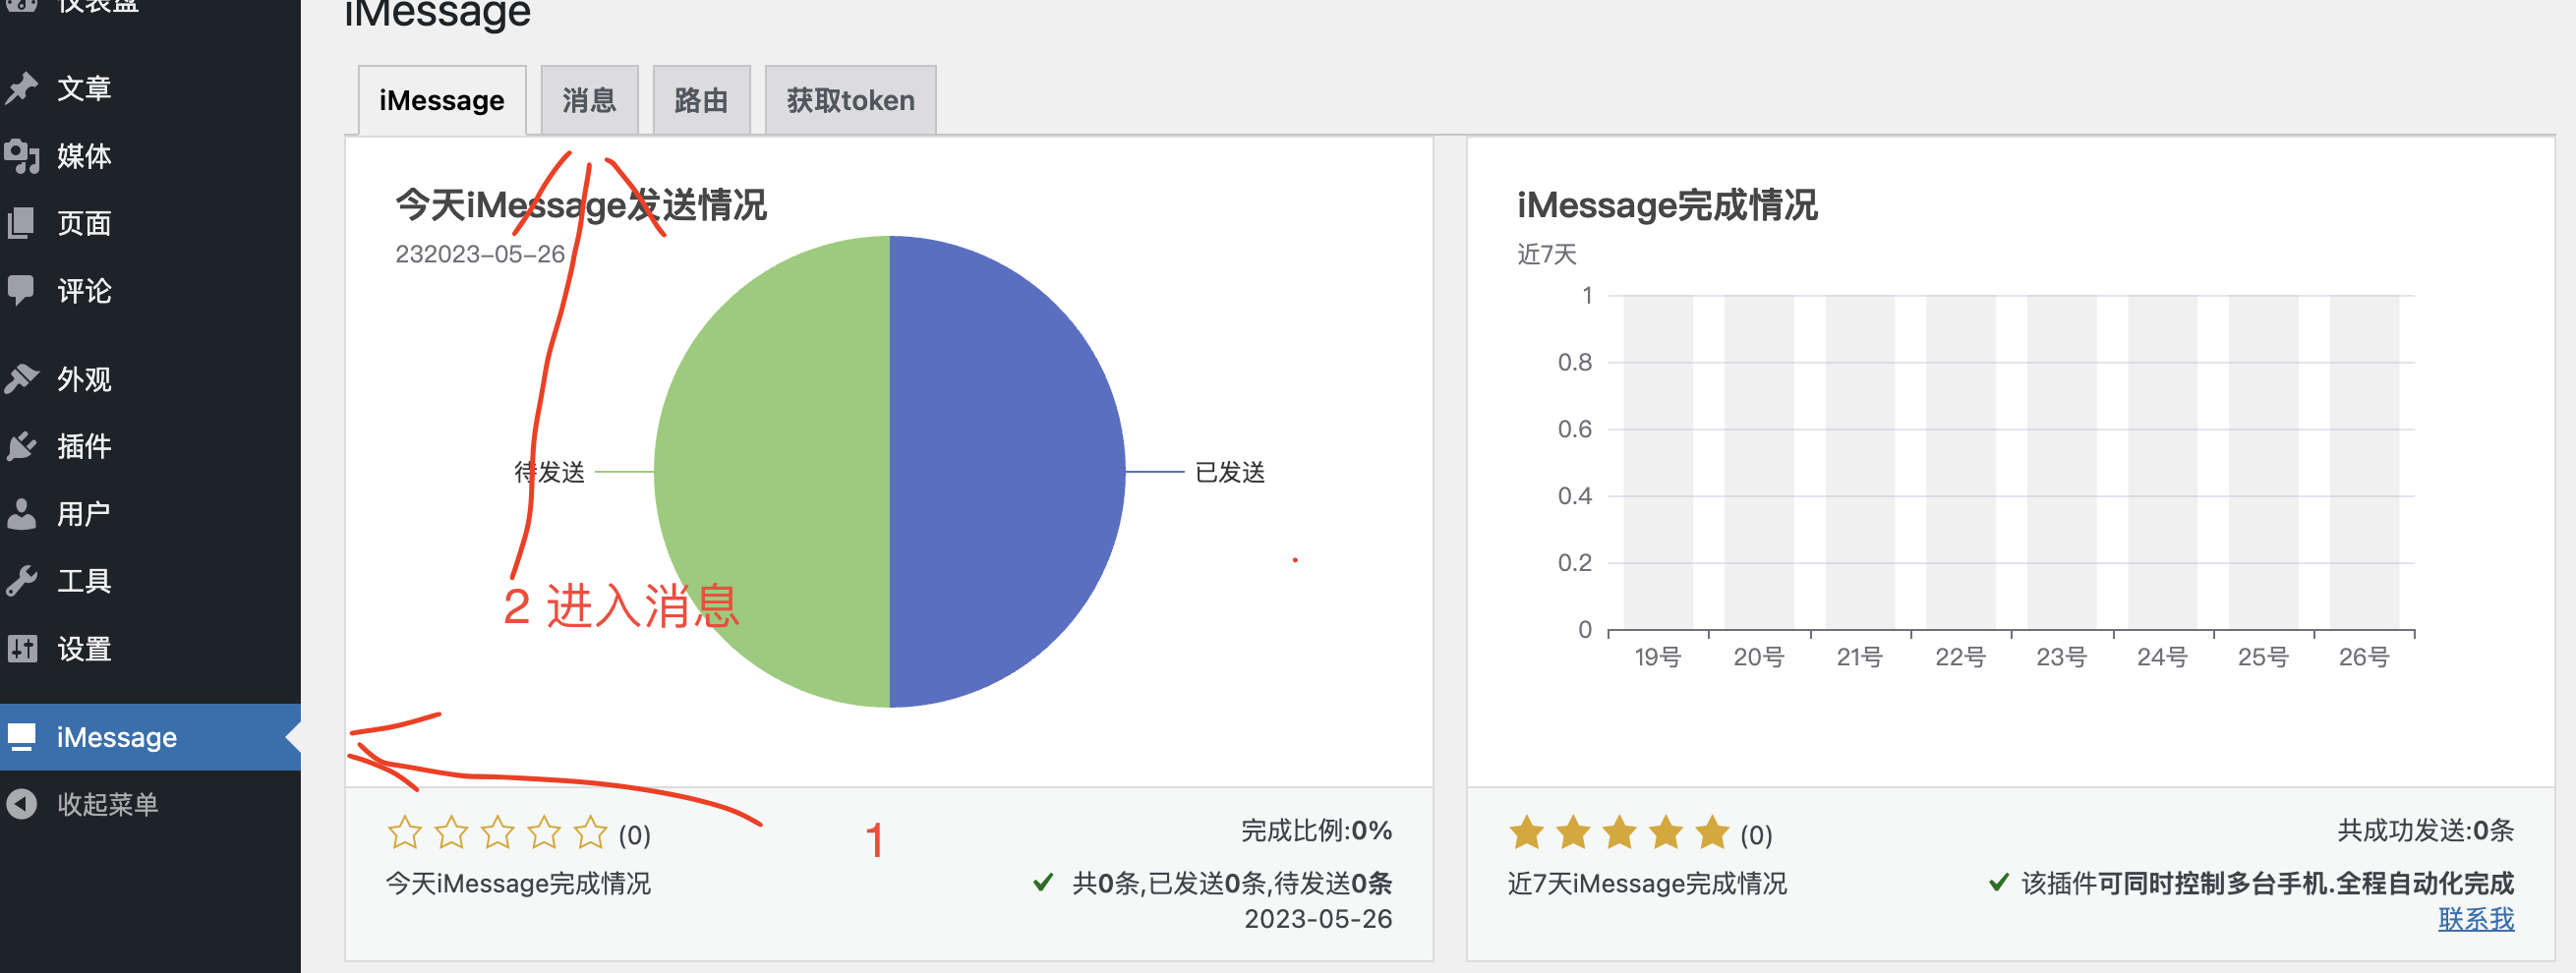 仪表盘
文章
媒体
页面
评论
外观
插件
用户
工具
设置
iMessage
收起菜单
iMessage
iMessage 消息 路由 获取token
今天iMessage发送情况
232023-05-26
待发送
已发送
2 进入消息
1
(0)
完成比例:0%
今天iMessage完成情况
共0条,已发送0条,待发送0条
2023-05-26
iMessage完成情况
近7天
1
0.8
0.6
0.4
0.2
0
19号 20号 21号 22号 23号 24号 25号 26号
(0)
共成功发送:0条
近7天iMessage完成情况
该插件可同时控制多台手机.全程自动化完成
联系我